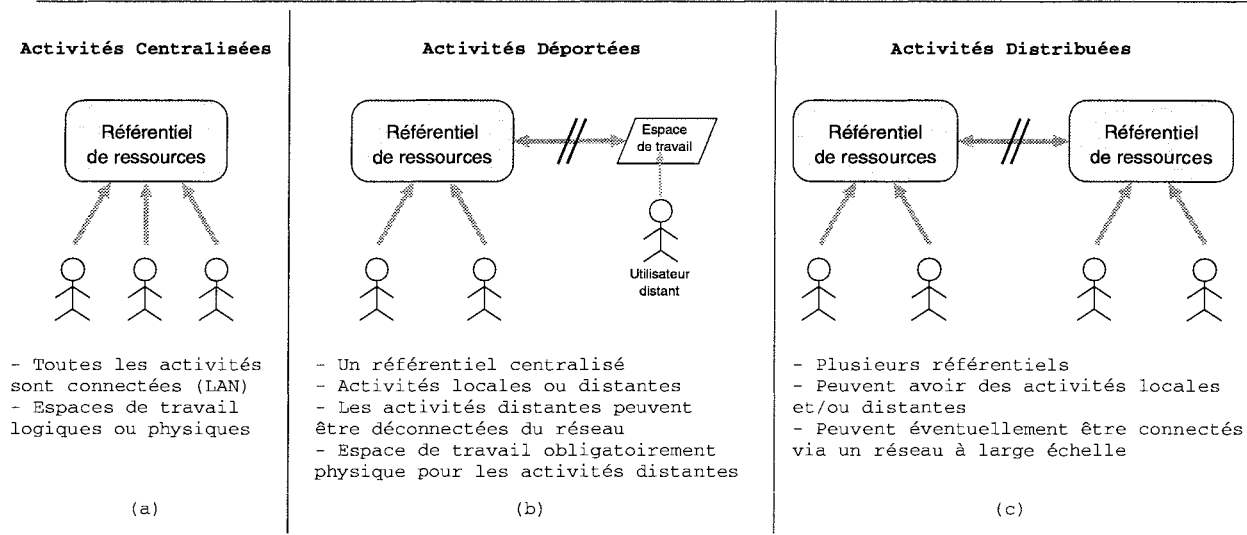 Activités Centralisées
Référentiel
de ressources
- Toutes les activités
sont connectées (LAN)
- Espaces de travail
logiques ou physiques
(a)
Activités Déportées
Référentiel
de ressources
Espace
de travail
Utilisateur
distant
- Un référentiel centralisé
- Activités locales ou distantes
- Les activités distantes peuvent
être déconnectées du réseau
- Espace de travail obligatoirement
physique pour les activités distantes
(b)
Activités Distribuées
Référentiel
de ressources
Référentiel
de ressources
- Plusieurs référentiels
- Peuvent avoir des activités locales
et/ou distantes
- Peuvent éventuellement être connectés
via un réseau à large échelle
(c)